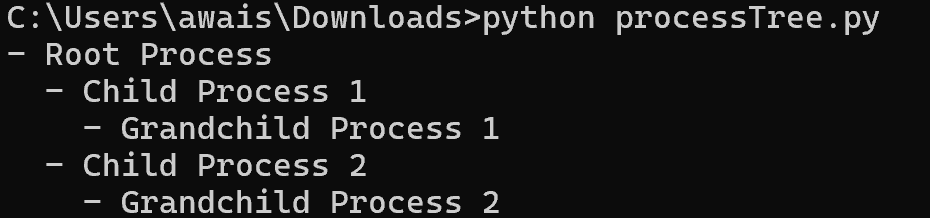 C:\Users\awais\Downloads>python processTree.py
- Root Process
  - Child Process 1
    - Grandchild Process 1
  - Child Process 2
    - Grandchild Process 2